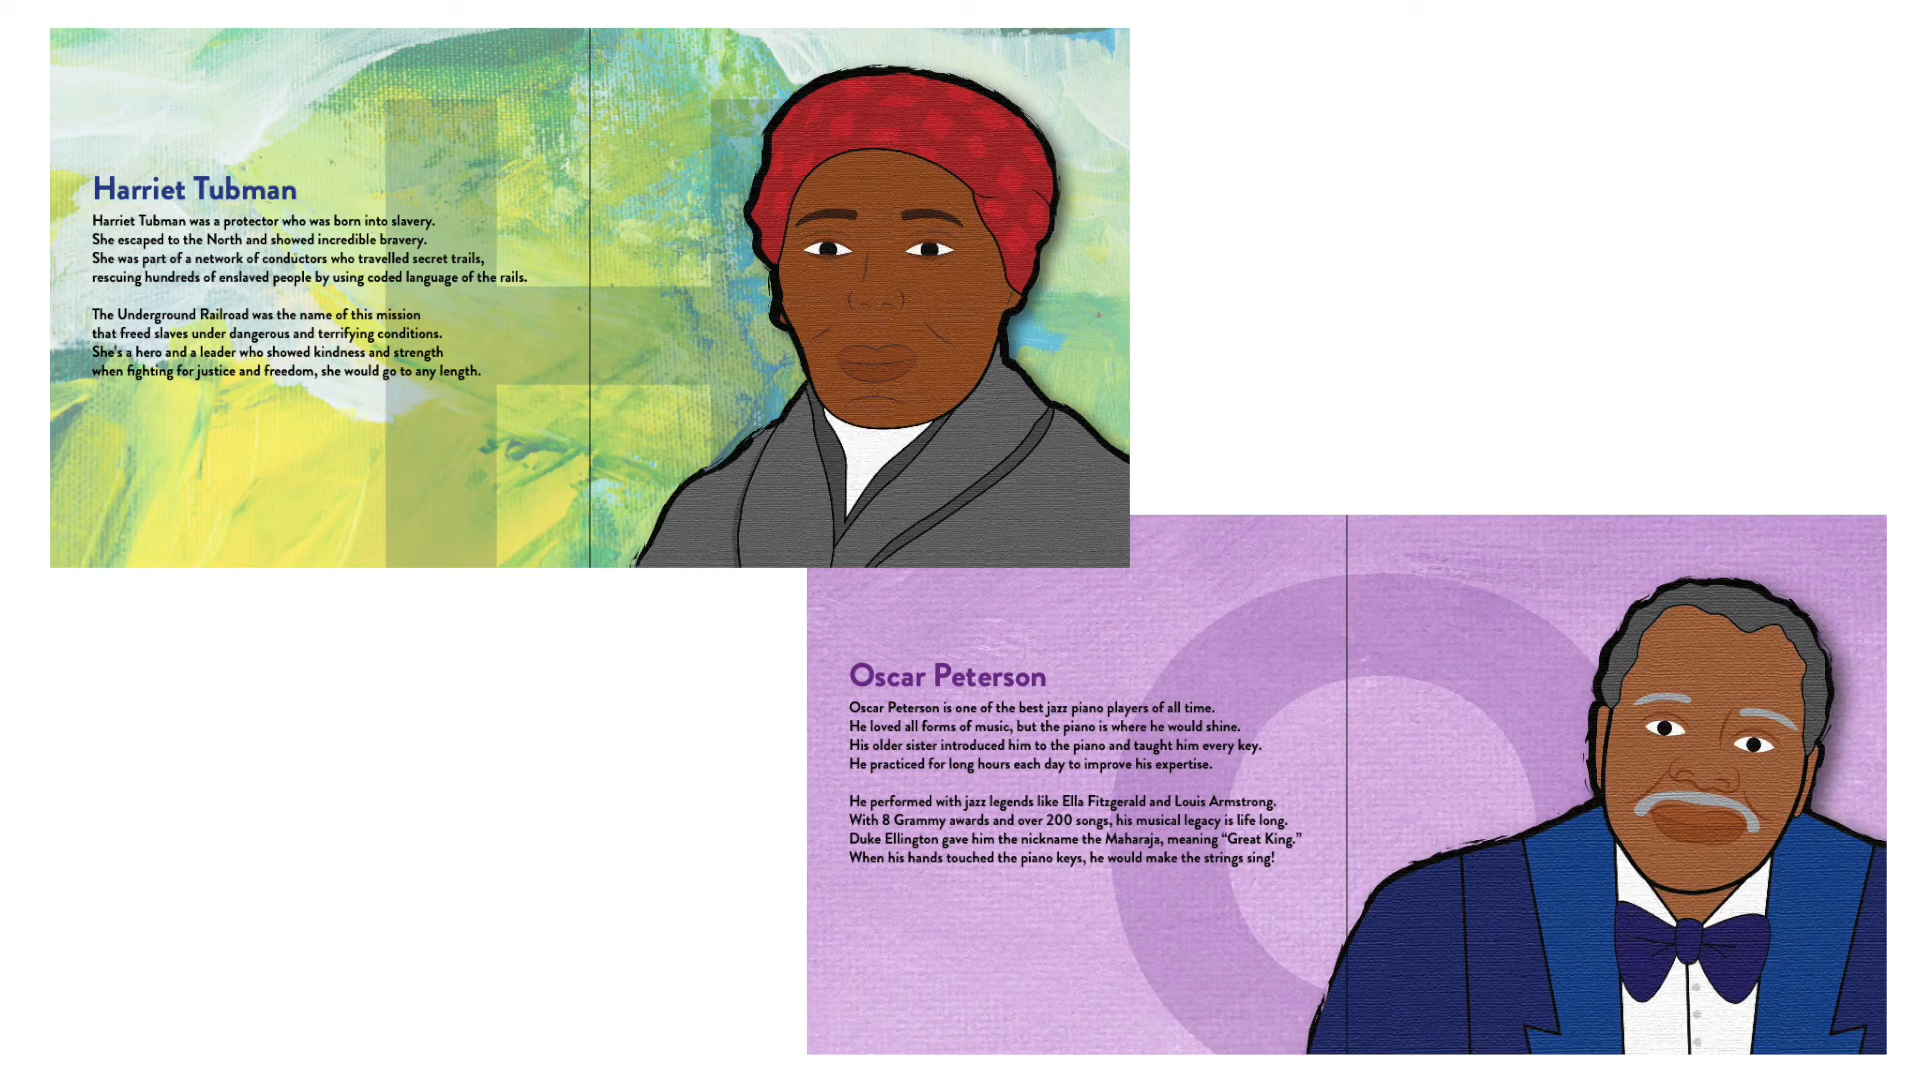 Harriet Tubman
Harriet Tubman was a protector who was born into slavery.
She escaped to the North and showed incredible bravery.
She was part of a network of conductors who travelled secret trails,
rescuing hundreds of enslaved people by using coded language of the rails.
The Underground Railroad was the name of this mission
that freed slaves under dangerous and terrifying conditions.
She's a hero and a leader who showed kindness and strength
when fighting for justice and freedom, she would go to any length.
H
Oscar Peterson
Oscar Peterson is one of the best jazz piano players of all time.
He loved all forms of music, but the piano is where he would shine.
His older sister introduced him to the piano and taught him every key.
He practiced for long hours each day to improve his expertise.
He performed with jazz legends like Ella Fitzgerald and Louis Armstrong.
With 8 Grammy awards and over 200 songs, his musical legacy is life long.
Duke Ellington gave him the nickname the Maharaja, meaning “Great King.”
When his hands touched the piano keys, he would make the strings sing!
O